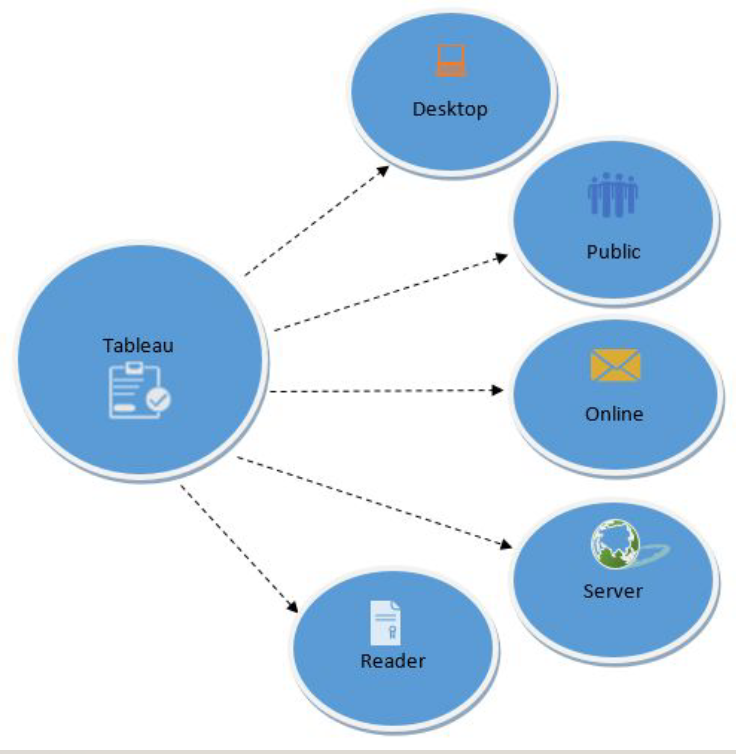 Desktop
Public
Tableau
Online
Server
Reader